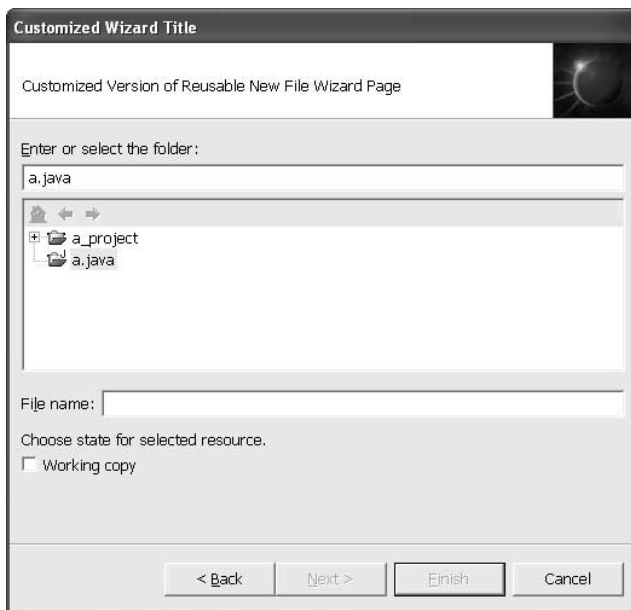 Customized Wizard Title
Customized Version of Reusable New File Wizard Page
Enter or select the folder:
a.java
a_project
a.java
File name:
Choose state for selected resource.
Working copy
< Back Next > Finish Cancel